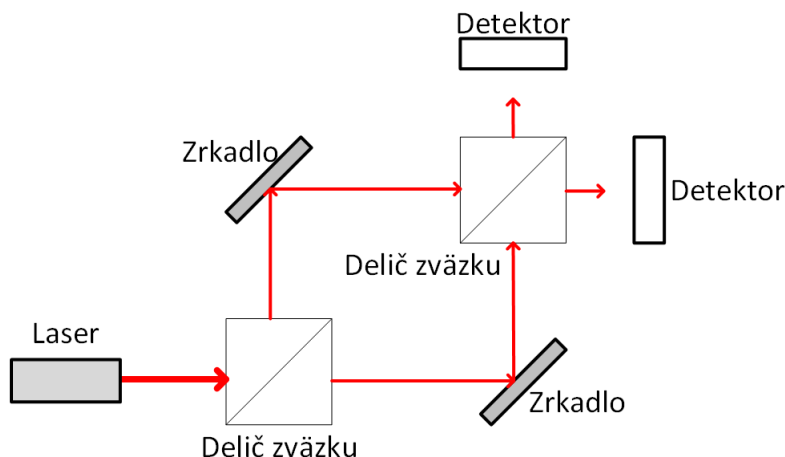 Detektor
Zrkadlo
Detektor
Delič zväzku
Laser
Zrkadlo
Delič zväzku